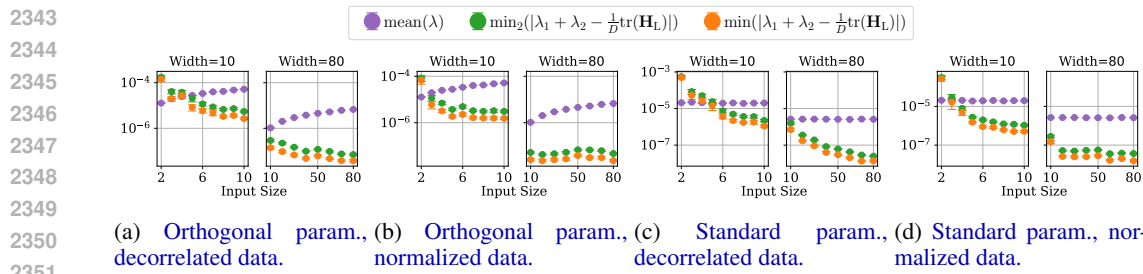 2343
2344
2345
2346
2347
2348
2349
2350
2351
mean(λ) min₂(|λ₁ + λ₂ − 1/D tr(H_L)|) min(|λ₁ + λ₂ − 1/D tr(H_L)|)
Width=10 Width=80 Width=10 Width=80 Width=10 Width=80 Width=10 Width=80
10⁻⁴ 10⁻⁴ 10⁻³
10⁻⁵ 10⁻⁵
10⁻⁶ 10⁻⁶
10⁻⁷ 10⁻⁷
2 6 10 10 50 80 2 6 10 10 50 80 2 6 10 10 50 80 2 6 10 10 50 80
Input Size Input Size Input Size Input Size
(a) Orthogonal param., decorrelated data.
(b) Orthogonal param., normalized data.
(c) Standard param., decorrelated data.
(d) Standard param., nor-
malized data.